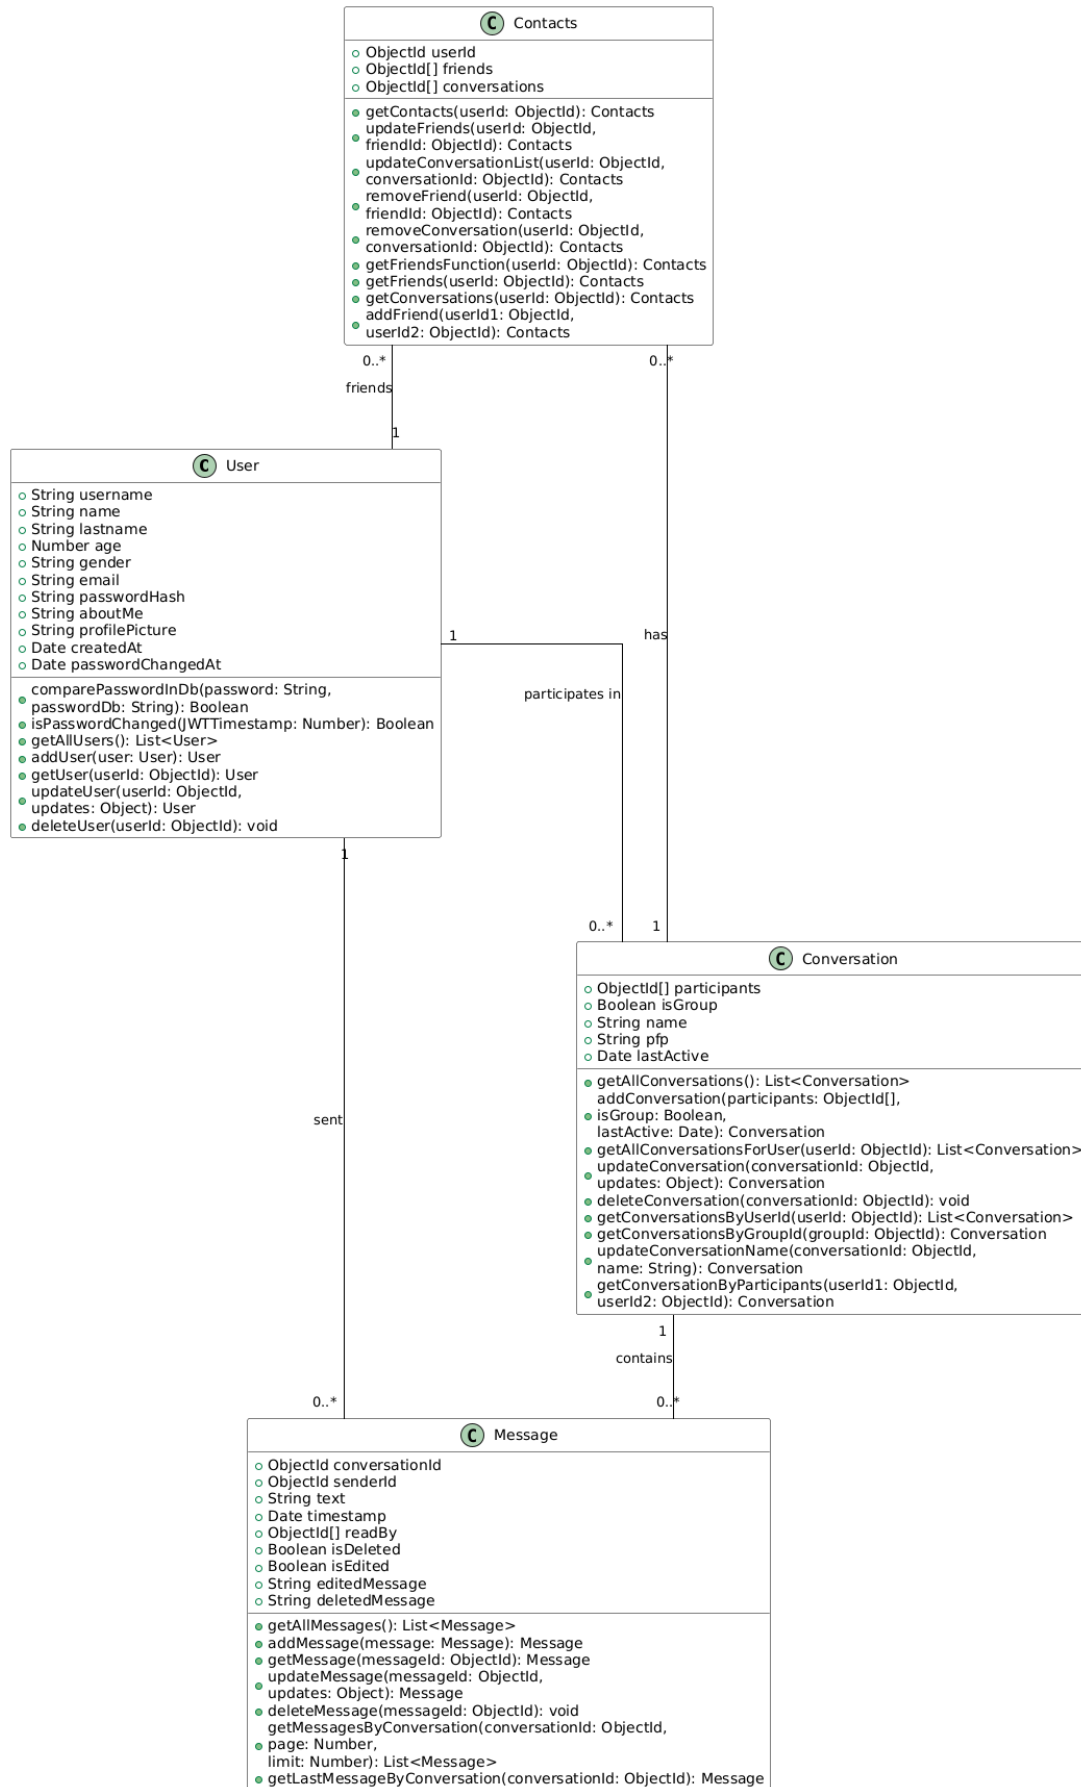 C Contacts
ObjectId userId
ObjectId[] friends
ObjectId[] conversations
getContacts(userId: ObjectId): Contacts
updateFriends(userId: ObjectId,
friendId: ObjectId): Contacts
updateConversationList(userId: ObjectId,
conversationId: ObjectId): Contacts
removeFriend(userId: ObjectId,
friendId: ObjectId): Contacts
removeConversation(userId: ObjectId,
conversationId: ObjectId): Contacts
getFriendsFunction(userId: ObjectId): Contacts
getFriends(userId: ObjectId): Contacts
getConversations(userId: ObjectId): Contacts
addFriend(userId1: ObjectId,
userId2: ObjectId): Contacts
0..*
0..*
friends
1
C User
String username
String name
String lastname
Number age
String gender
String email
String passwordHash
String aboutMe
String profilePicture
Date createdAt
Date passwordChangedAt
comparePasswordInDb(password: String,
passwordDb: String): Boolean
isPasswordChanged(JWTTimestamp: Number): Boolean
getAllUsers(): List<User>
addUser(user: User): User
getUser(userId: ObjectId): User
updateUser(userId: ObjectId,
updates: Object): User
deleteUser(userId: ObjectId): void
1
has
participates in
1
0..*
1
C Conversation
ObjectId[] participants
Boolean isGroup
String name
String pfp
Date lastActive
getAllConversations(): List<Conversation>
addConversation(participants: ObjectId[],
isGroup: Boolean,
lastActive: Date): Conversation
getAllConversationsForUser(userId: ObjectId): List<Conversation>
updateConversation(conversationId: ObjectId,
updates: Object): Conversation
deleteConversation(conversationId: ObjectId): void
getConversationsByUserId(userId: ObjectId): List<Conversation>
getConversationsByGroupId(groupId: ObjectId): Conversation
updateConversationName(conversationId: ObjectId,
name: String): Conversation
getConversationByParticipants(userId1: ObjectId,
userId2: ObjectId): Conversation
sent
1
contains
0..*
0..*
C Message
ObjectId conversationId
ObjectId senderId
String text
Date timestamp
ObjectId[] readBy
Boolean isDeleted
Boolean isEdited
String editedMessage
String deletedMessage
getAllMessages(): List<Message>
addMessage(message: Message): Message
getMessage(messageId: ObjectId): Message
updateMessage(messageId: ObjectId,
updates: Object): Message
deleteMessage(messageId: ObjectId): void
getMessagesByConversation(conversationId: ObjectId,
page: Number,
limit: Number): List<Message>
getLastMessageByConversation(conversationId: ObjectId): Message